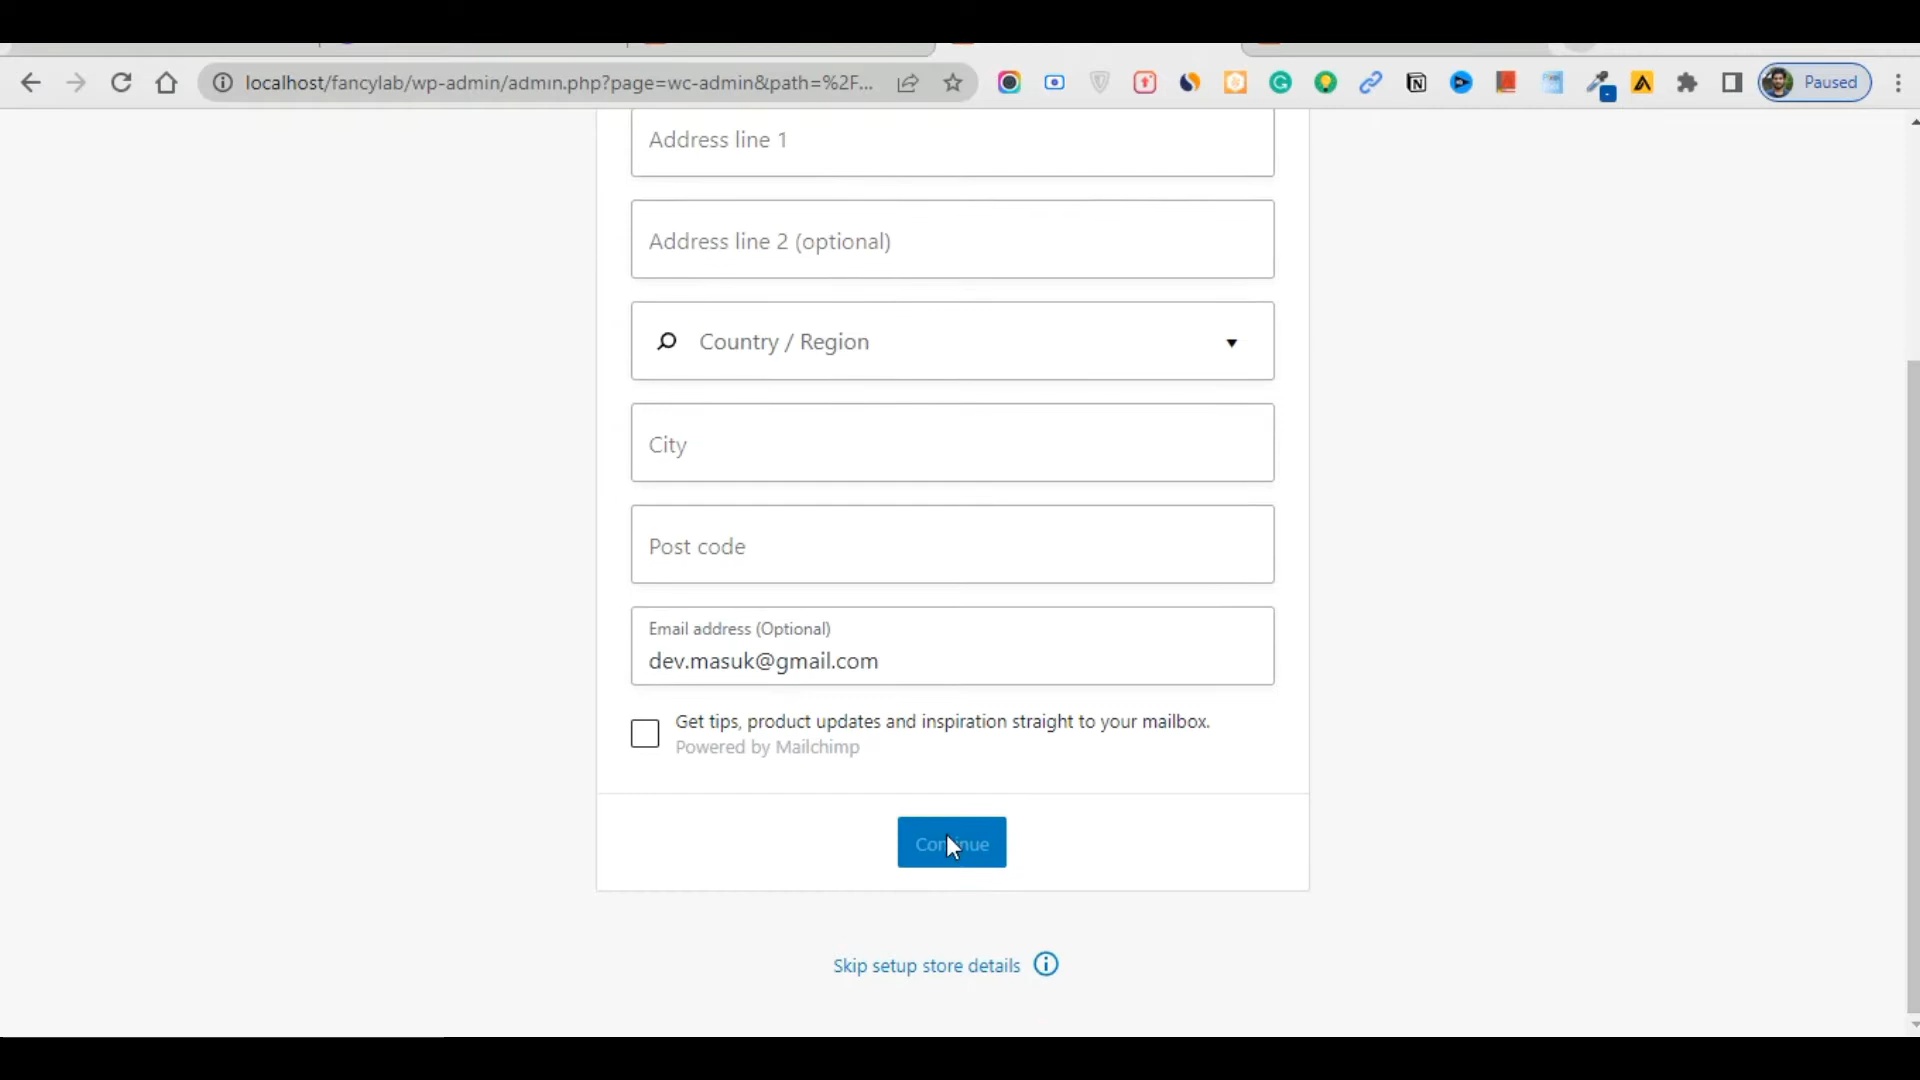 localhost/fancylab/wp-admin/admin.php?page=wc-admin&path=%2F...
Paused
Address line 1
Address line 2 (optional)
Country / Region
City
Post code
Email address (Optional)
dev.masuk@gmail.com
Get tips, product updates and inspiration straight to your mailbox.
Powered by Mailchimp
Continue
Skip setup store details